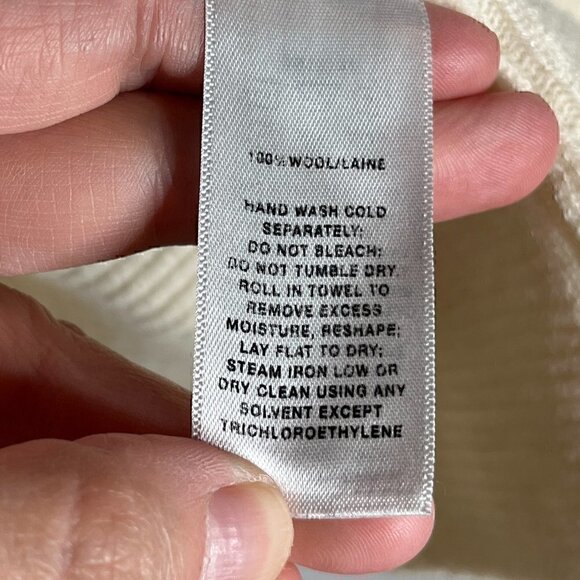 100% WOOL/LAINE
HAND WASH COLD
SEPARATELY;
DO NOT BLEACH;
DO NOT TUMBLE DRY
ROLL IN TOWEL TO
REMOVE EXCESS
MOISTURE, RESHAPE;
LAY FLAT TO DRY;
STEAM IRON LOW OR
DRY CLEAN USING ANY
SOLVENT EXCEPT
TRICHLOROETHYLENE